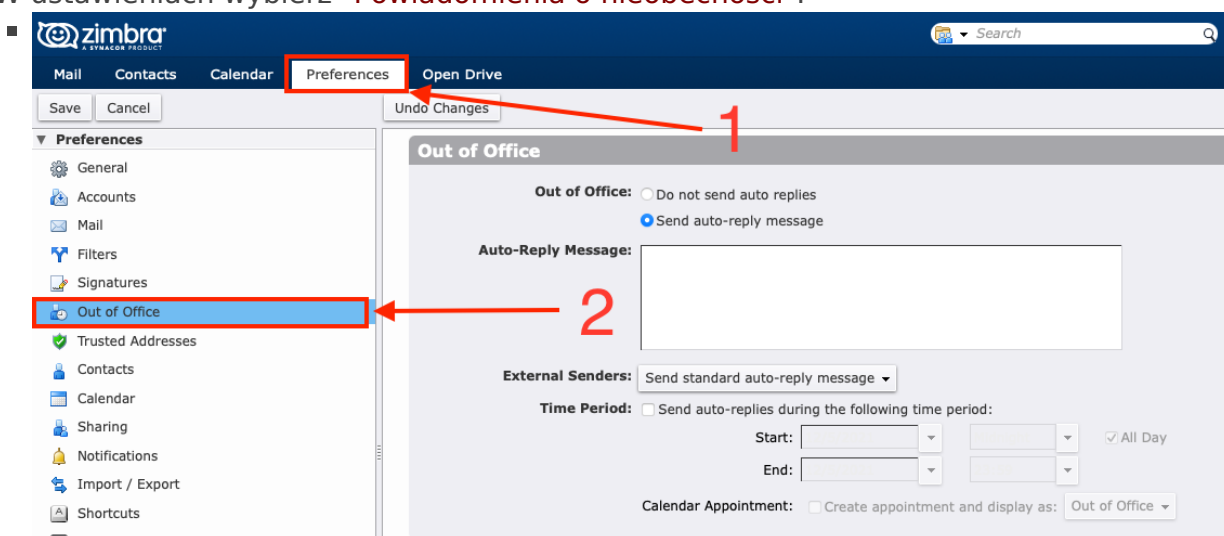 w ustawieniach wybierz "Powiadomienia o nieobecności".
zimbra
A SYNACOR PRODUCT
Search
Mail Contacts Calendar Preferences Open Drive
Save Cancel Undo Changes
1
Preferences
Out of Office
General
Accounts
Mail
Filters
Signatures
Out of Office
Trusted Addresses
Contacts
Calendar
Sharing
Notifications
Import / Export
Shortcuts
Out of Office: Do not send auto replies
Send auto-reply message
Auto-Reply Message:
2
External Senders: Send standard auto-reply message
Time Period: Send auto-replies during the following time period:
Start: All Day
End:
Calendar Appointment: Create appointment and display as: Out of Office